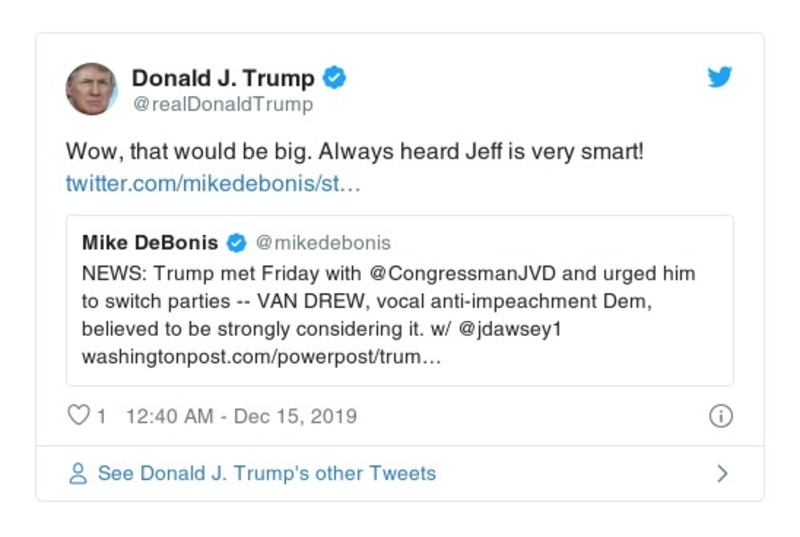 Donald J. Trump
@realDonaldTrump
Wow, that would be big. Always heard Jeff is very smart!
twitter.com/mikedebonis/st…
Mike DeBonis @mikedebonis
NEWS: Trump met Friday with @CongressmanJVD and urged him
to switch parties -- VAN DREW, vocal anti-impeachment Dem,
believed to be strongly considering it. w/ @jdawsey1
washingtonpost.com/powerpost/trum…
1 12:40 AM - Dec 15, 2019
See Donald J. Trump's other Tweets